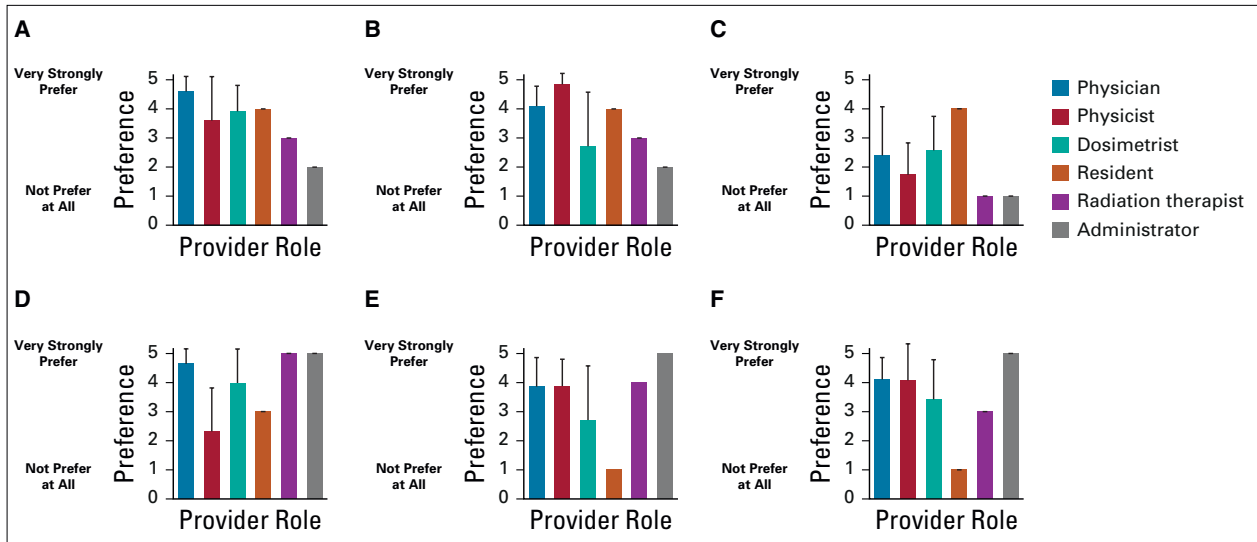 A
Very Strongly
Prefer
Not Prefer
at All
Preference
5
4
3
2
1
0
Provider Role
B
Very Strongly
Prefer
Not Prefer
at All
Preference
5
4
3
2
1
0
Provider Role
C
Very Strongly
Prefer
Not Prefer
at All
Preference
5
4
3
2
1
0
Provider Role
Physician
Physicist
Dosimetrist
Resident
Radiation therapist
Administrator
D
Very Strongly
Prefer
Not Prefer
at All
Preference
5
4
3
2
1
0
Provider Role
E
Very Strongly
Prefer
Not Prefer
at All
Preference
5
4
3
2
1
0
Provider Role
F
Very Strongly
Prefer
Not Prefer
at All
Preference
5
4
3
2
1
0
Provider Role